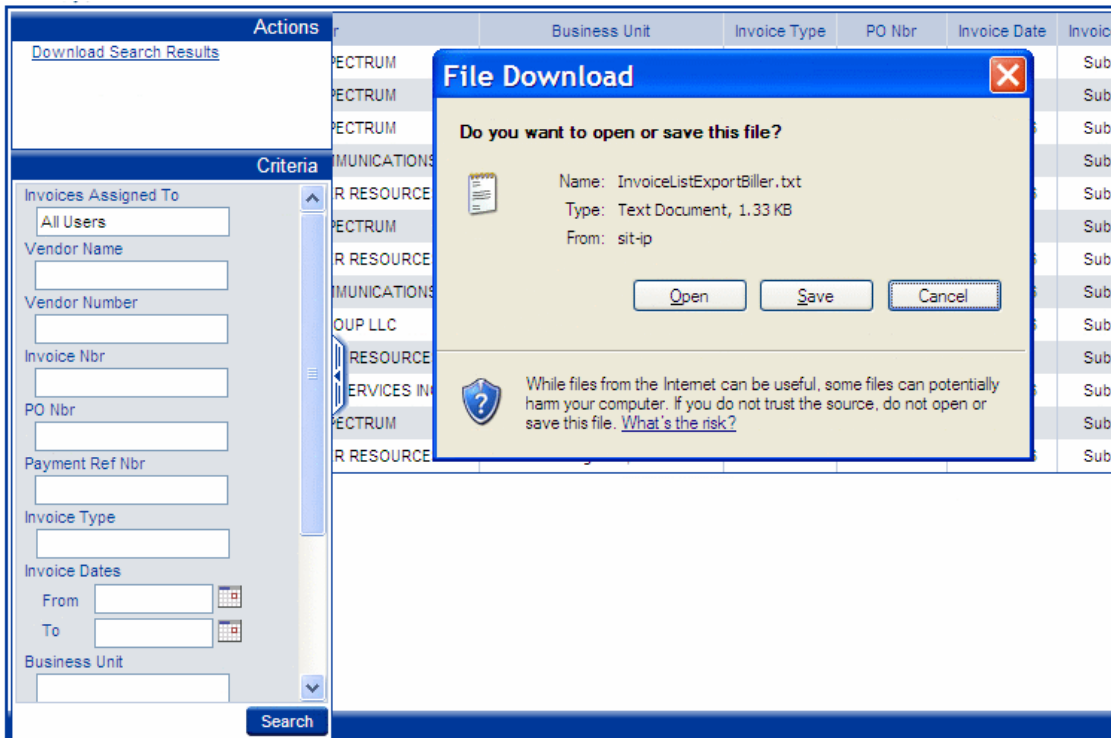 Actions
Download Search Results
Criteria
Invoices Assigned To
All Users
Vendor Name
Vendor Number
Invoice Nbr
PO Nbr
Payment Ref Nbr
Invoice Type
Invoice Dates
From
To
Business Unit
Search
Business Unit Invoice Type PO Nbr Invoice Date Invoic
PECTRUM Sub
PECTRUM Sub
PECTRUM Sub
MMUNICATIONS Sub
R RESOURCE Sub
PECTRUM Sub
R RESOURCE Sub
MMUNICATIONS Sub
OUP LLC Sub
RESOURCE Sub
ERVICES IN Sub
PECTRUM Sub
R RESOURCE Sub
File Download
Do you want to open or save this file?
Name: InvoiceListExportBiller.txt
Type: Text Document, 1.33 KB
From: sit-ip
Open Save Cancel
While files from the Internet can be useful, some files can potentially
harm your computer. If you do not trust the source, do not open or
save this file. What's the risk?